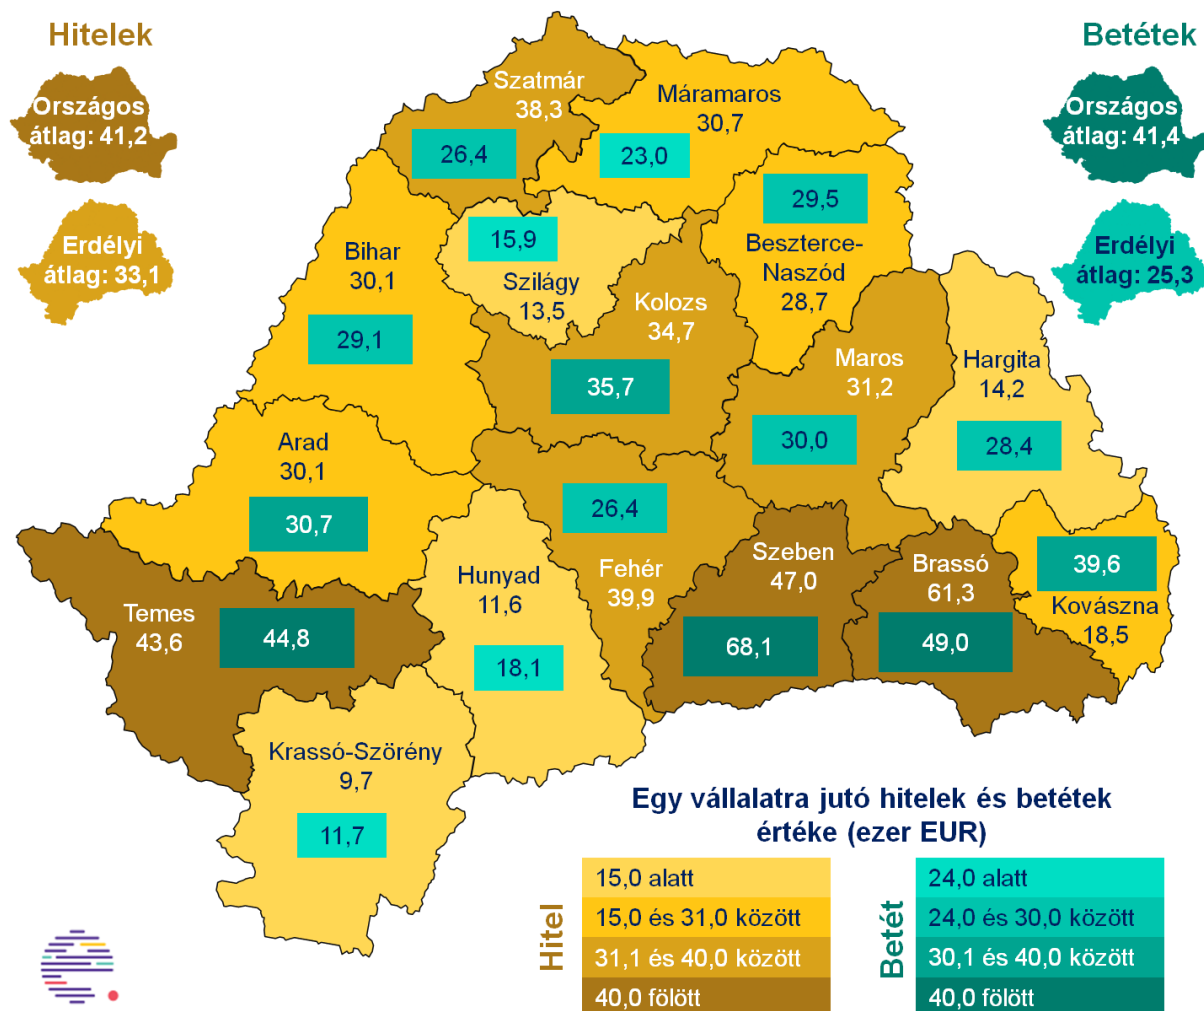 Hitelek
Országos
átlag: 41,2
Erdélyi
átlag: 33,1
Betétek
Országos
átlag: 41,4
Erdélyi
átlag: 25,3
Szatmár
38,3
26,4
Máramaros
30,7
23,0
29,5
Beszterce-
Naszód
28,7
15,9
Szilágy
13,5
Bihar
30,1
29,1
Kolozs
34,7
35,7
Maros
31,2
30,0
Hargita
14,2
28,4
Arad
30,1
30,7
26,4
Fehér
39,9
Hunyad
11,6
18,1
Szeben
47,0
68,1
Brassó
61,3
49,0
39,6
Kovászna
18,5
Temes
43,6
44,8
Krassó-Szörény
9,7
11,7
Egy vállalatra jutó hitelek és betétek
értéke (ezer EUR)
Hitel
15,0 alatt
15,0 és 31,0 között
31,1 és 40,0 között
40,0 fölött
Betét
24,0 alatt
24,0 és 30,0 között
30,1 és 40,0 között
40,0 fölött